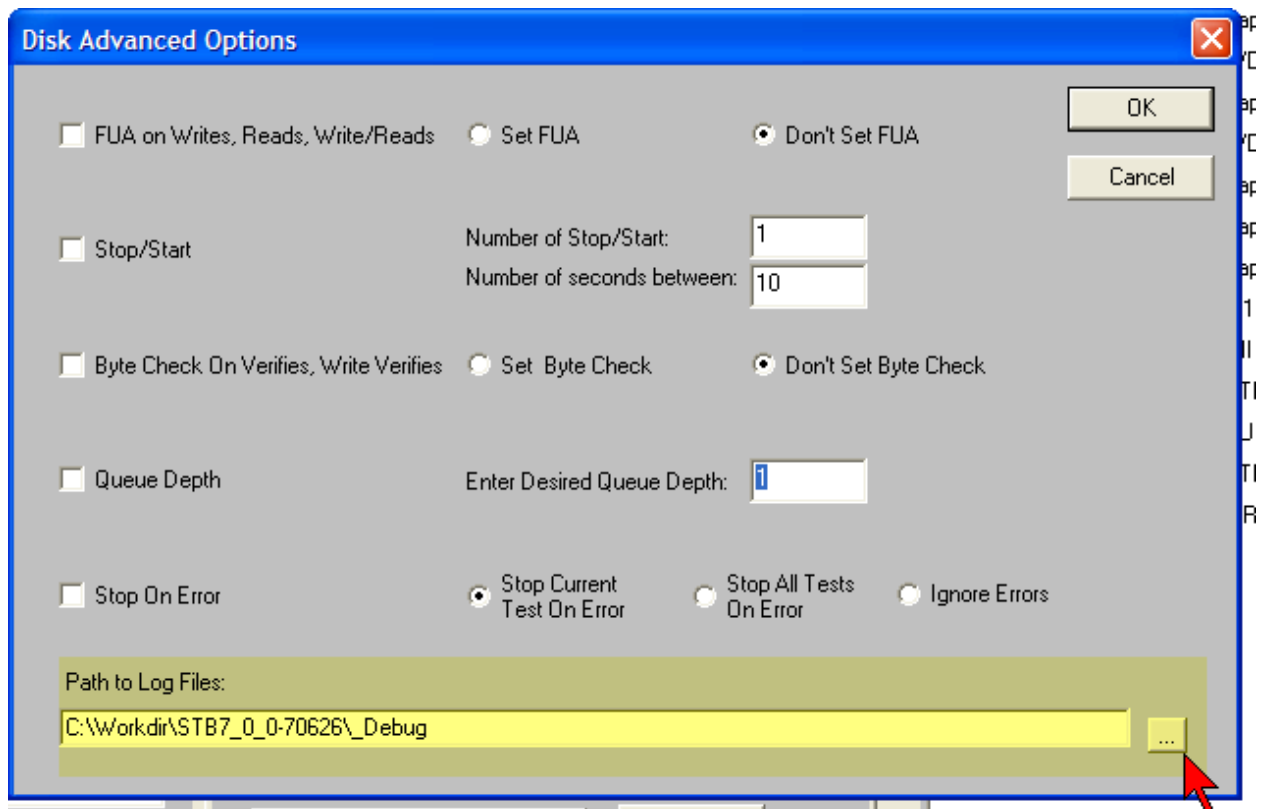 Disk Advanced Options
OK
FUA on Writes, Reads, Write/Reads Set FUA Don't Set FUA
Cancel
Stop/Start Number of Stop/Start: 1
Number of seconds between: 10
Byte Check On Verifies, Write Verifies Set Byte Check Don't Set Byte Check
Queue Depth Enter Desired Queue Depth: 1
Stop On Error
Stop Current
Test On Error
Stop All Tests
On Error
Ignore Errors
Path to Log Files:
C:\Workdir\STB7_0_0-70626\_Debug
...